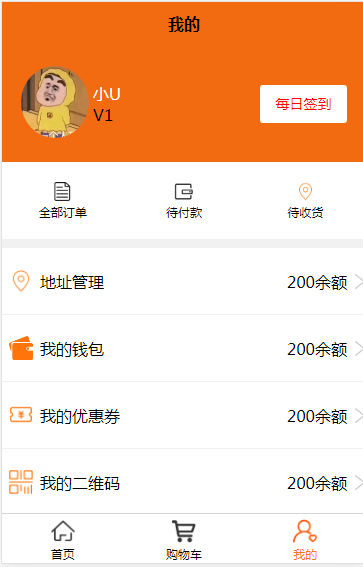 我的
小U
V1
每日签到
全部订单
待付款
待收货
地址管理 200余额
我的钱包 200余额
我的优惠券 200余额
我的二维码 200余额
首页
购物车
我的